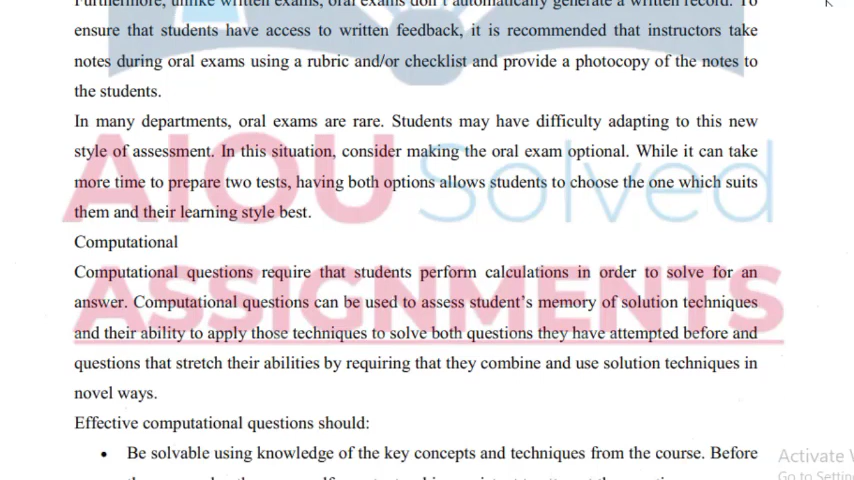 Furthermore, unlike written exams, oral exams don't automatically generate a written record. To
ensure that students have access to written feedback, it is recommended that instructors take
notes during oral exams using a rubric and/or checklist and provide a photocopy of the notes to
the students.
In many departments, oral exams are rare. Students may have difficulty adapting to this new
style of assessment. In this situation, consider making the oral exam optional. While it can take
more time to prepare two tests, having both options allows students to choose the one which suits
them and their learning style best.
Computational
Computational questions require that students perform calculations in order to solve for an
answer. Computational questions can be used to assess student's memory of solution techniques
and their ability to apply those techniques to solve both questions they have attempted before and
questions that stretch their abilities by requiring that they combine and use solution techniques in
novel ways.
Effective computational questions should:
• Be solvable using knowledge of the key concepts and techniques from the course. Before
AIOU Solved
ASSIGNMENTS
Activate
Go to Setting